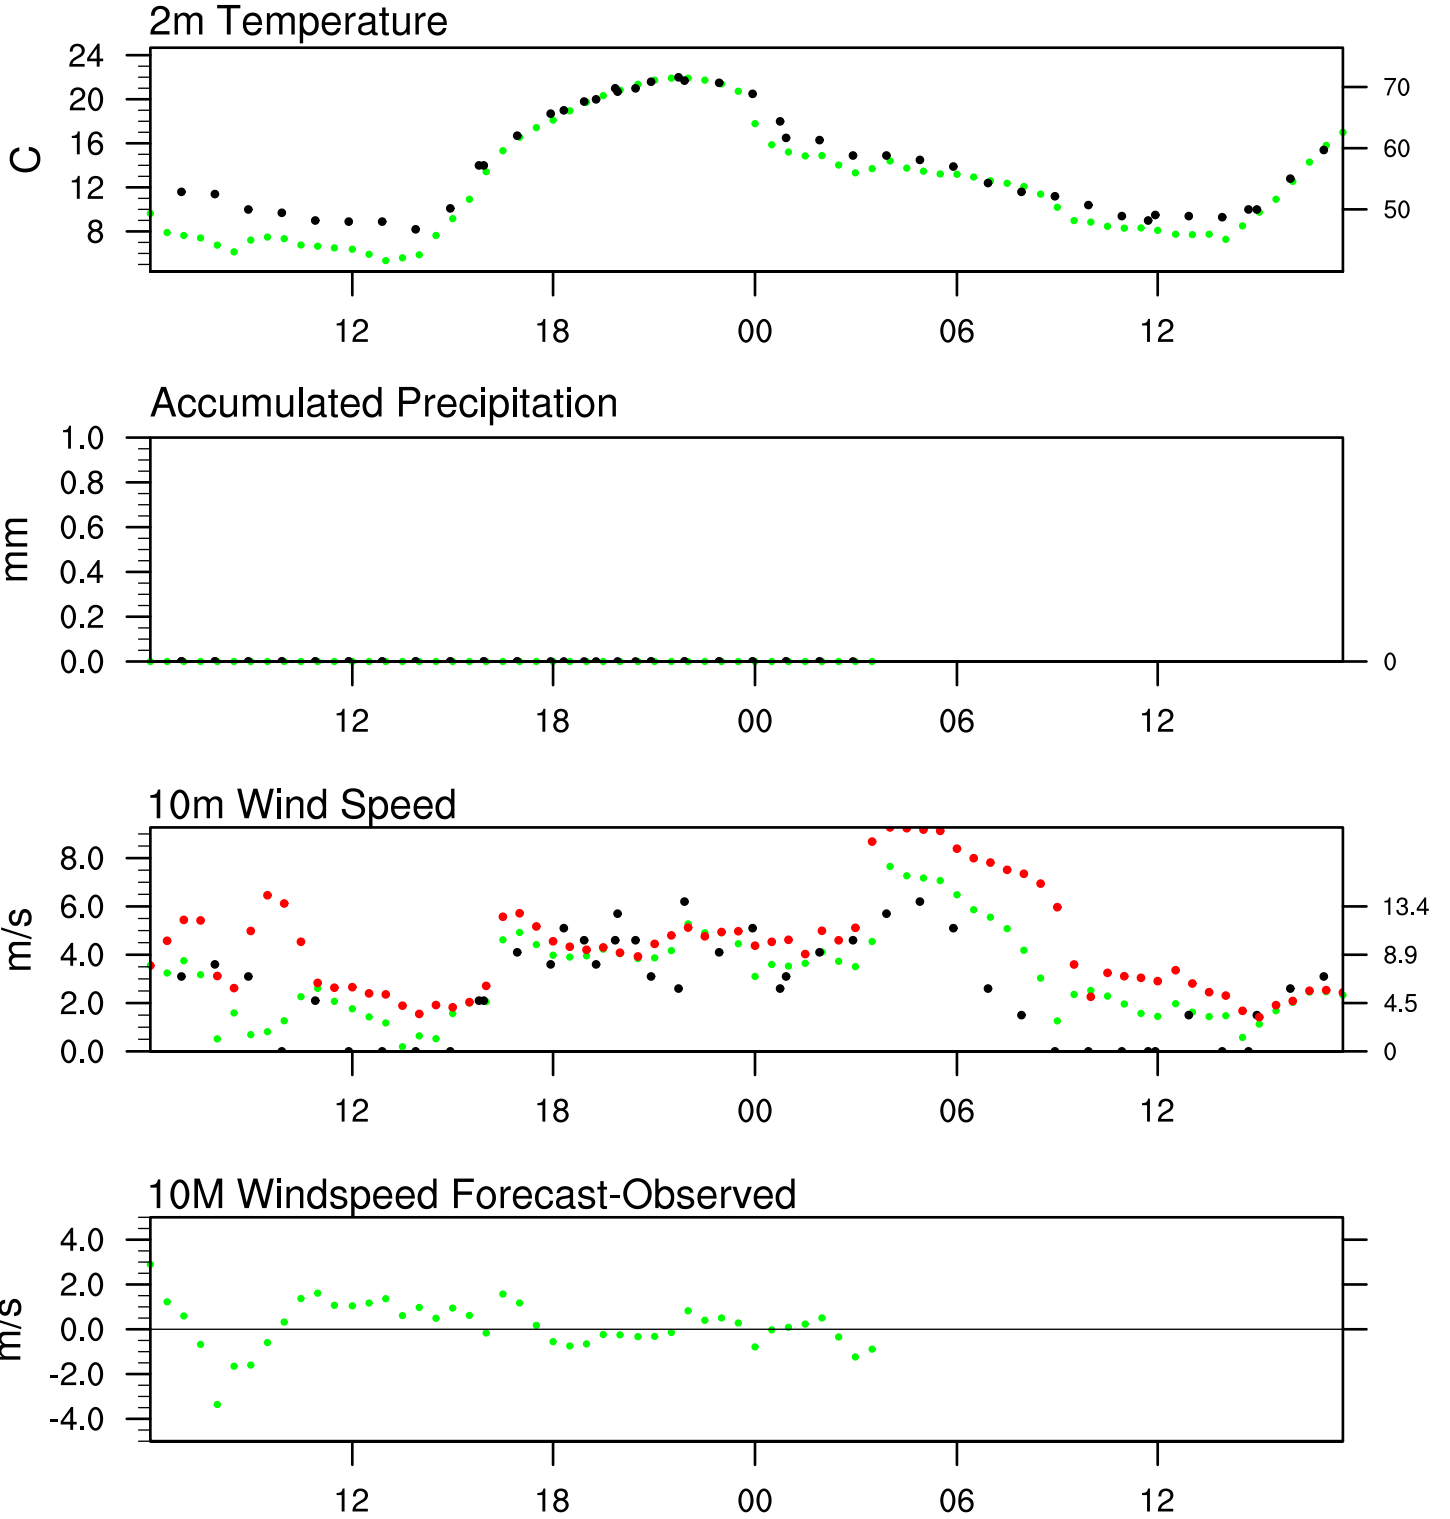 2m Temperature
24
20
16
12
8
C
70
60
50
12 18 00 06 12
Accumulated Precipitation
1.0
0.8
0.6
0.4
0.2
0.0
mm
0
12 18 00 06 12
10m Wind Speed
8.0
6.0
4.0
2.0
0.0
m/s
13.4
8.9
4.5
0
12 18 00 06 12
10M Windspeed Forecast-Observed
4.0
2.0
0.0
-2.0
-4.0
m/s
12 18 00 06 12